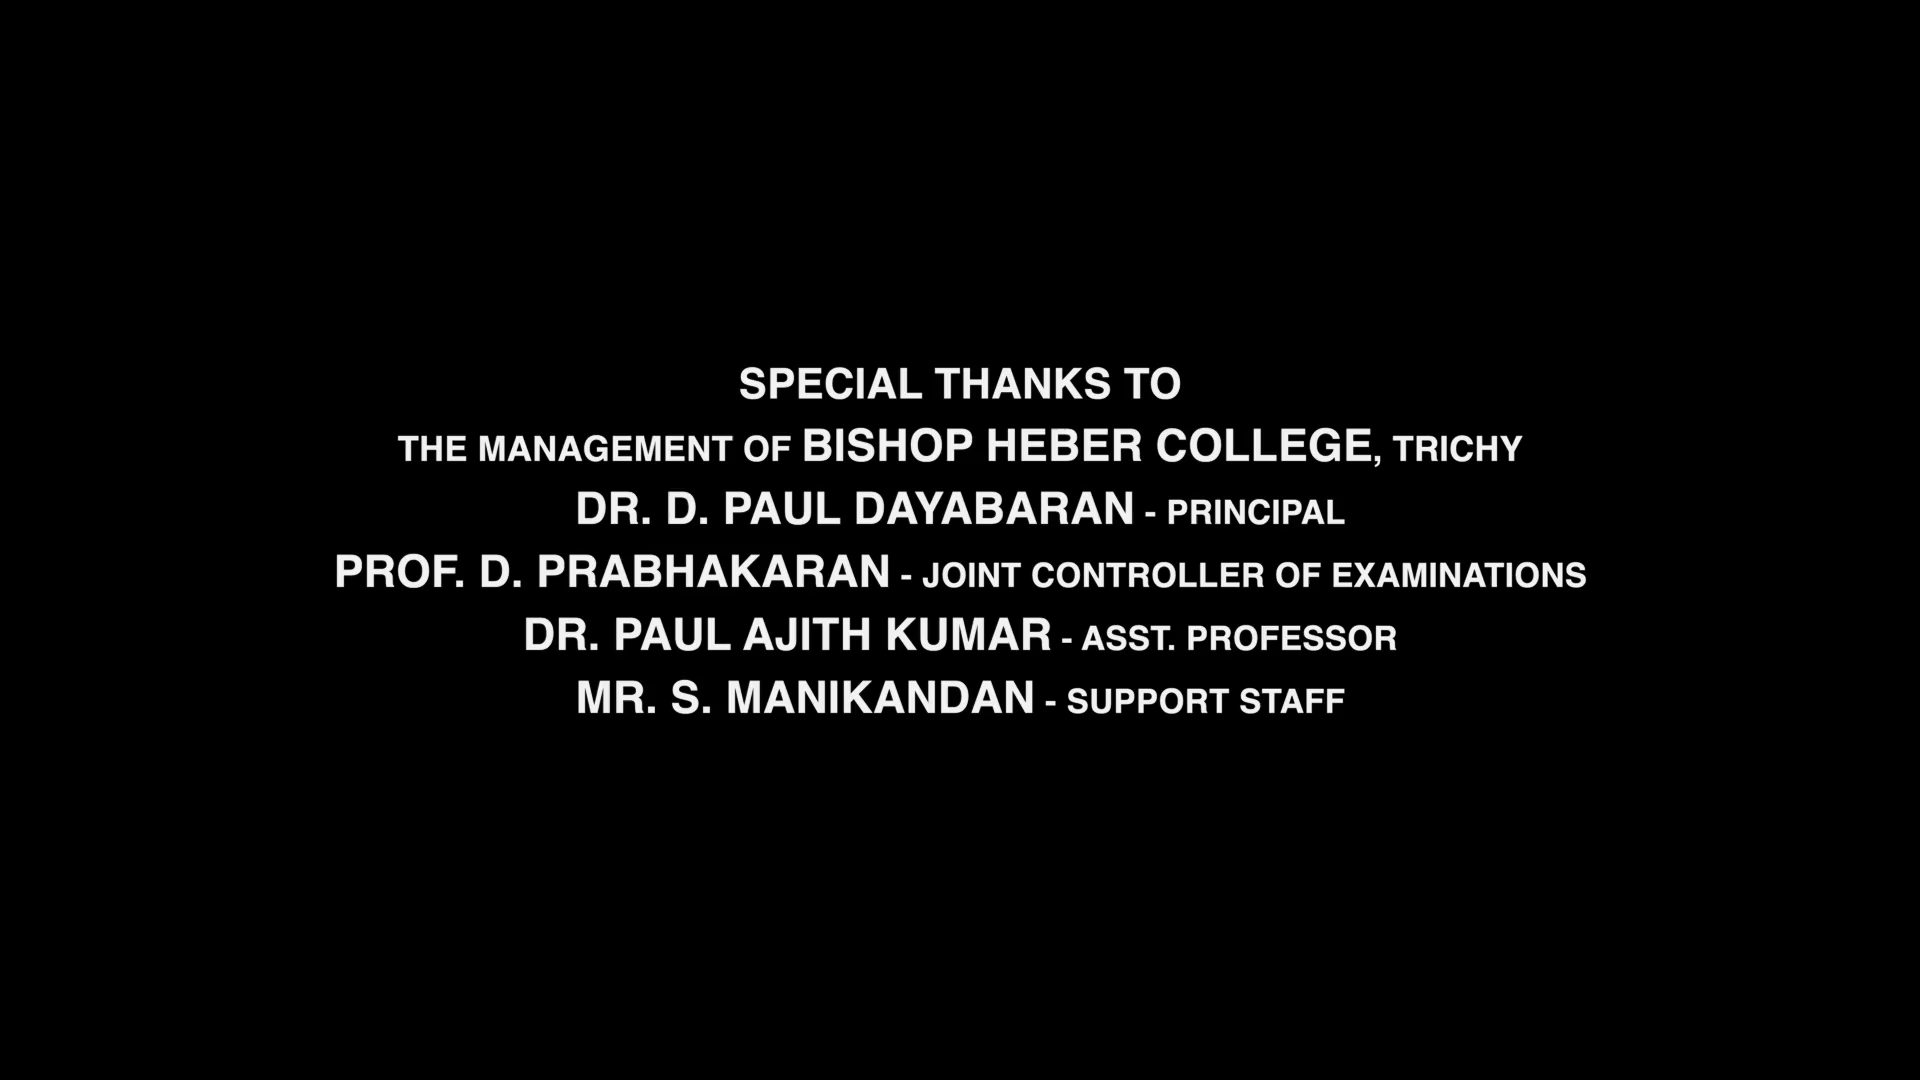 SPECIAL THANKS TO
THE MANAGEMENT OF BISHOP HEBER COLLEGE, TRICHY
DR. D. PAUL DAYABARAN - PRINCIPAL
PROF. D. PRABHAKARAN - JOINT CONTROLLER OF EXAMINATIONS
DR. PAUL AJITH KUMAR - ASST. PROFESSOR
MR. S. MANIKANDAN - SUPPORT STAFF